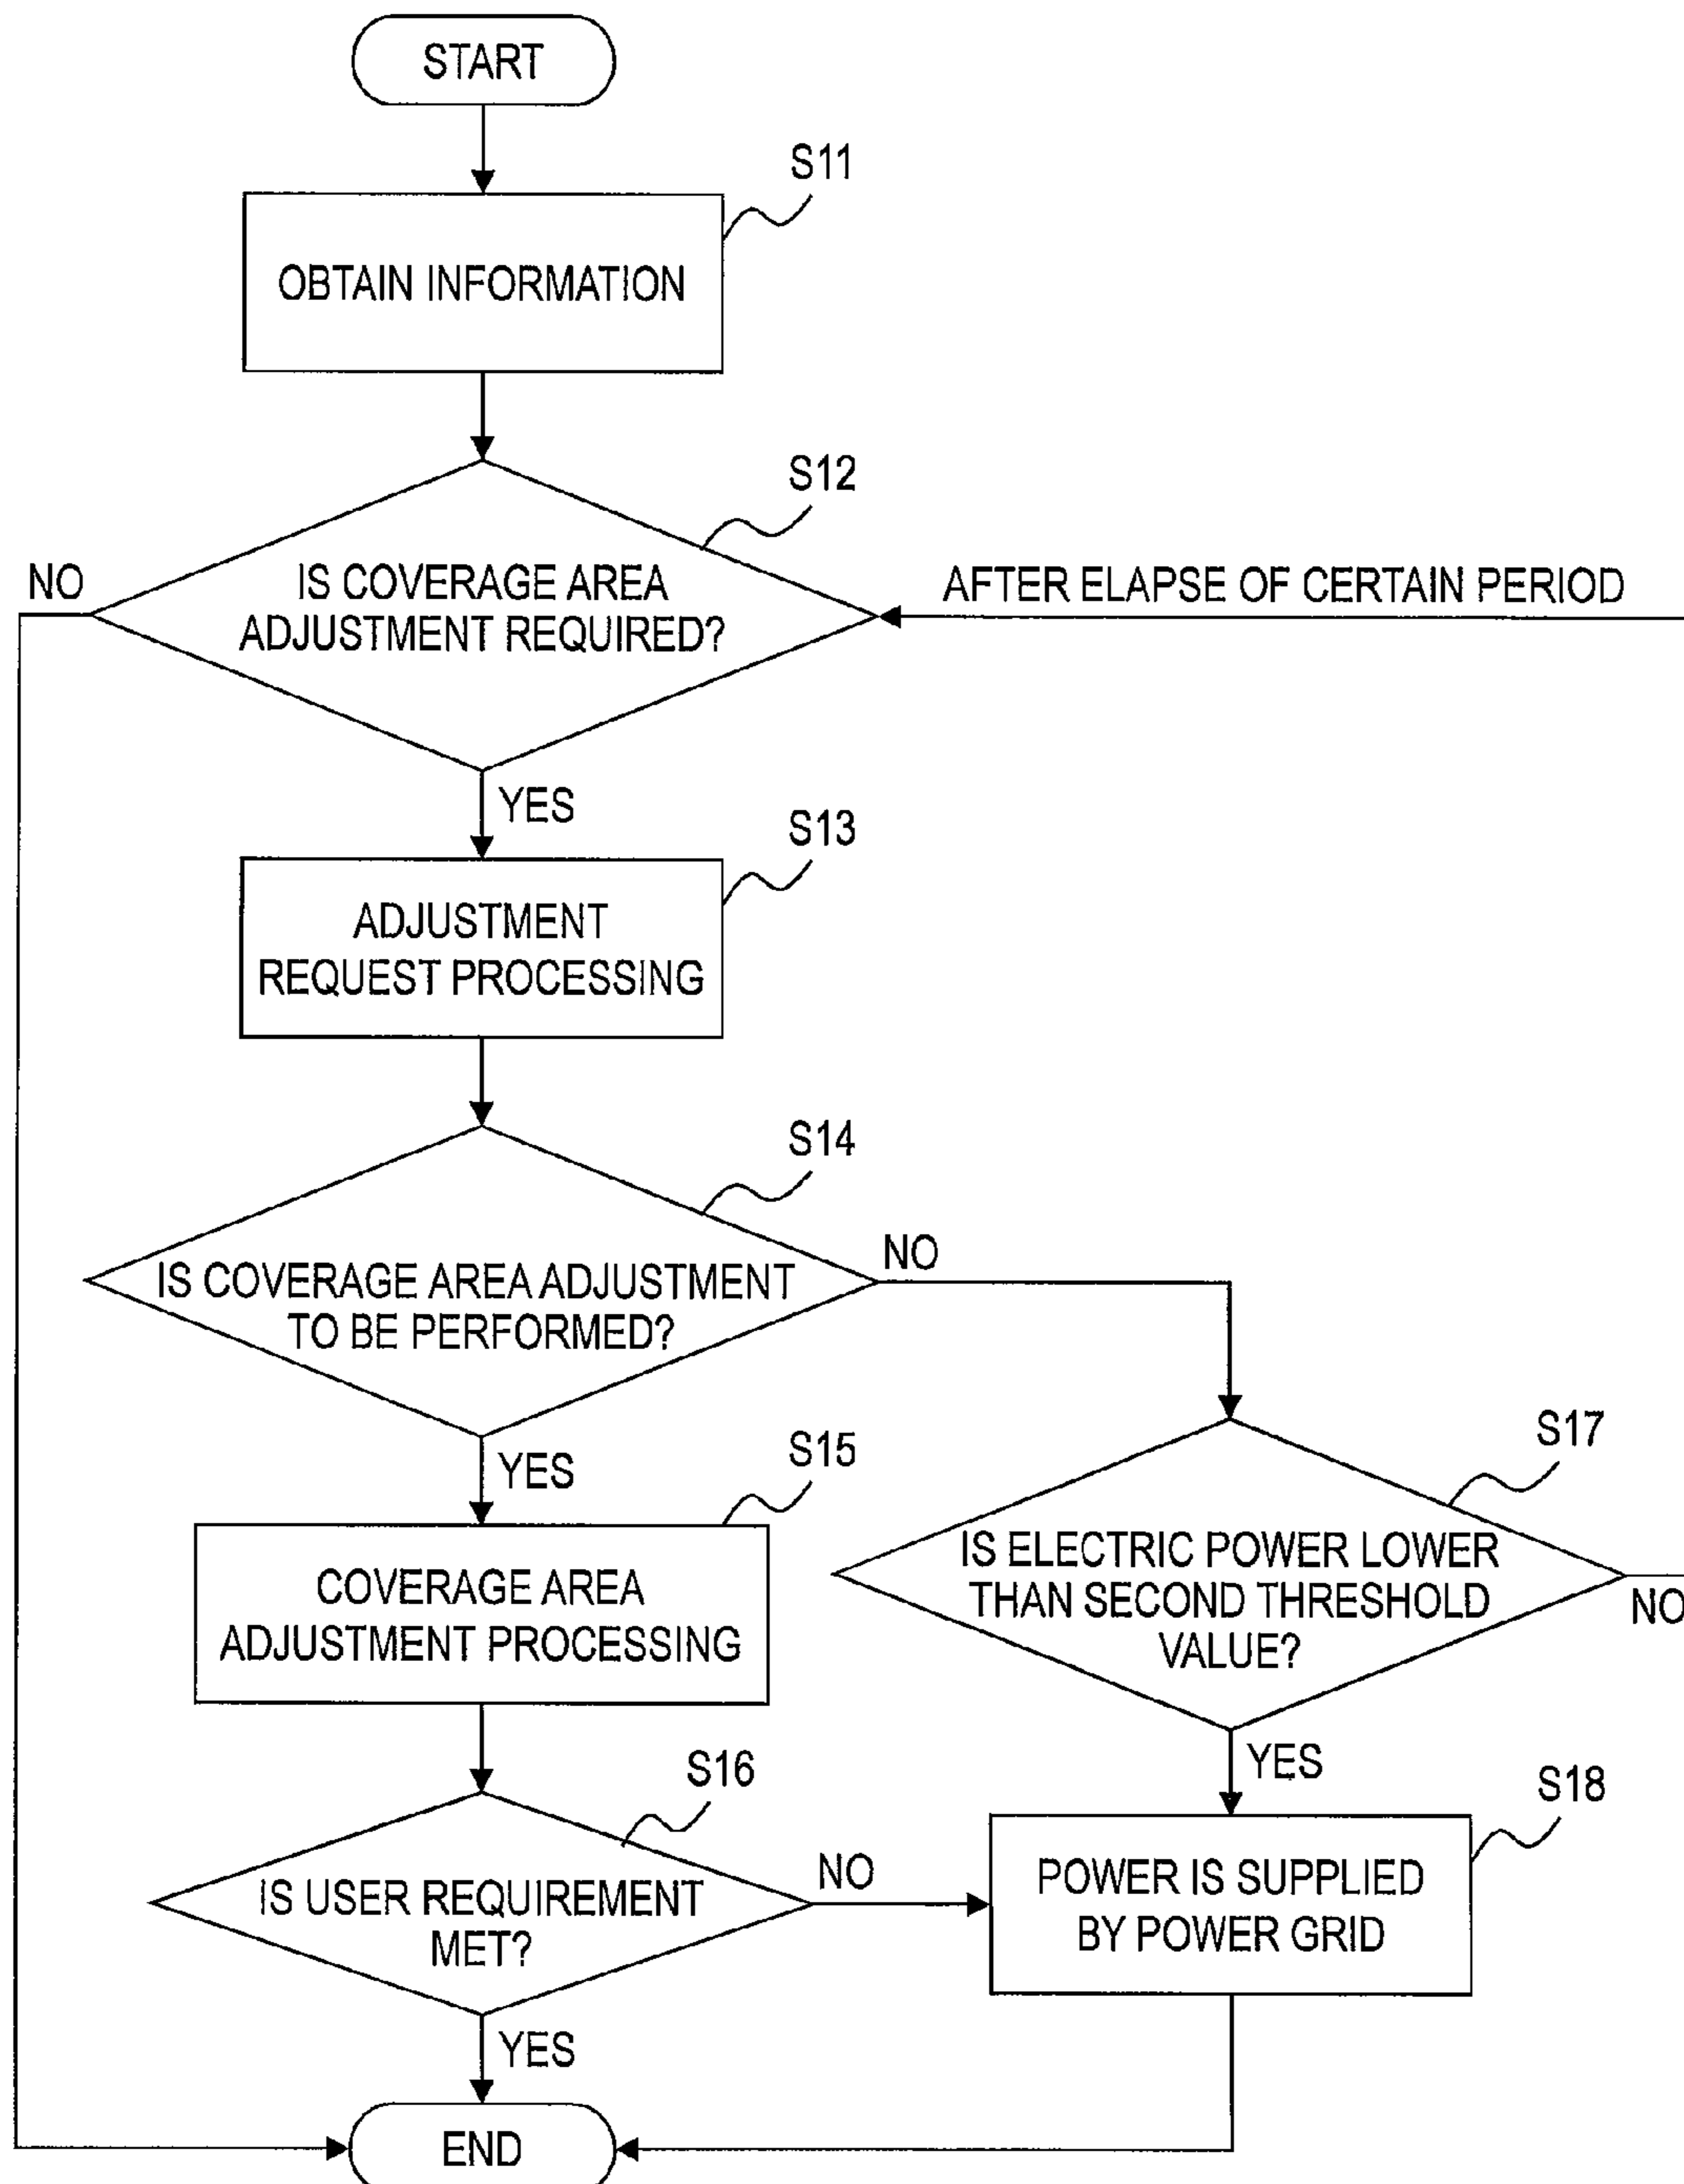 START
S11
OBTAIN INFORMATION
S12
NO
IS COVERAGE AREA
ADJUSTMENT REQUIRED?
AFTER ELAPSE OF CERTAIN PERIOD
YES
S13
ADJUSTMENT
REQUEST PROCESSING
S14
IS COVERAGE AREA ADJUSTMENT
TO BE PERFORMED?
NO
YES
S15
COVERAGE AREA
ADJUSTMENT PROCESSING
S17
IS ELECTRIC POWER LOWER
THAN SECOND THRESHOLD
VALUE?
NO
YES
S16
IS USER REQUIREMENT
MET?
NO
S18
POWER IS SUPPLIED
BY POWER GRID
YES
END